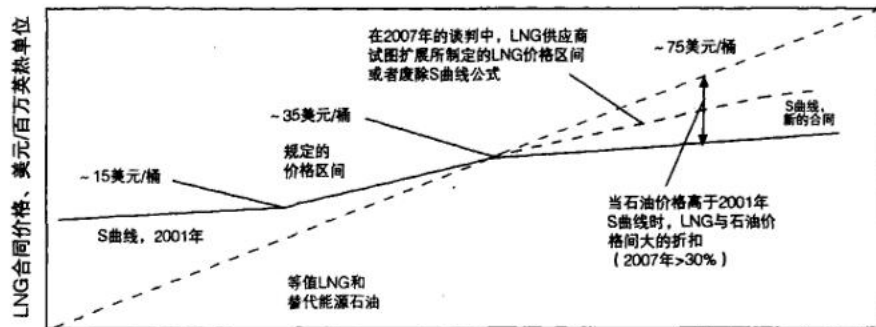 LNG合同价格、美元/百万英热单位
在2007年的谈判中，LNG供应商
试图扩展所制定的LNG价格区间
或者废除S曲线公式
~75美元/桶
~35美元/桶
S曲线，
新的合同
规定的
价格区间
~15美元/桶
S曲线，2001年
当石油价格高于2001年
S曲线时，LNG与石油价
格间大的折扣
（2007年>30%）
等值LNG和
替代能源石油